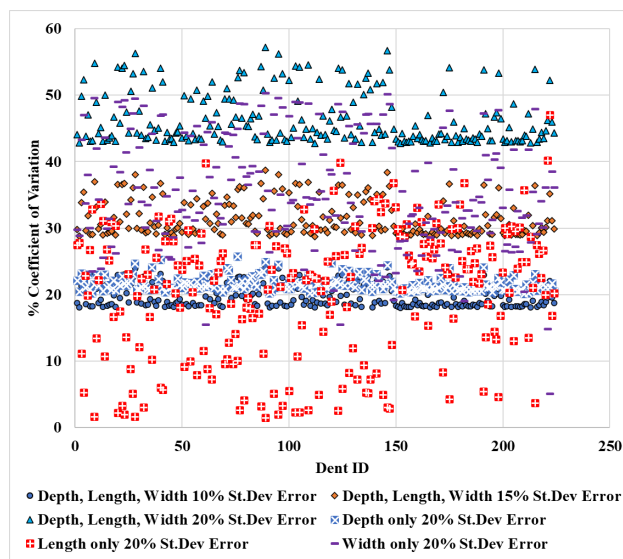 60
50
40
30
20
10
0
% Coefficient of Variation
0 50 100 150 200 250
Dent ID
Depth, Length, Width 10% St.Dev Error Depth, Length, Width 15% St.Dev Error
Depth, Length, Width 20% St.Dev Error Depth only 20% St.Dev Error
Length only 20% St.Dev Error Width only 20% St.Dev Error